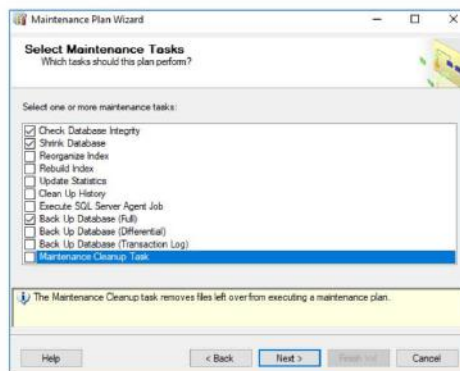 Maintenance Plan Wizard
Select Maintenance Tasks
Which tasks should this plan perform?
Select one or more maintenance tasks:
Check Database Integrity
Shrink Database
Reorganize Index
Rebuild Index
Update Statistics
Clean Up History
Execute SQL Server Agent Job
Back Up Database (Full)
Back Up Database (Differential)
Back Up Database (Transaction Log)
Maintenance Cleanup Task
The Maintenance Cleanup task removes files left over from executing a maintenance plan.
Help
< Back
Next >
Finish
Cancel